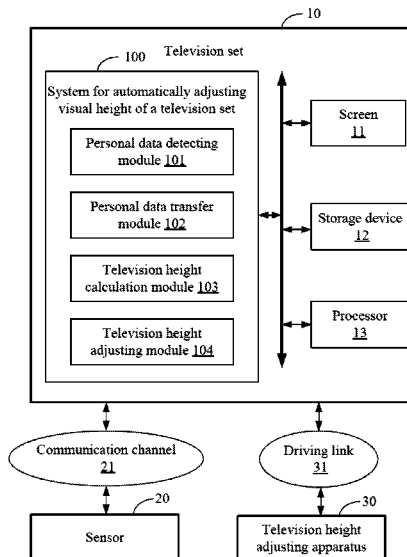 10
Television set
100
System for automatically adjusting
visual height of a television set
Personal data detecting
module 101
Personal data transfer
module 102
Television height
calculation module 103
Television height
adjusting module 104
Screen
11
Storage device
12
Processor
13
Communication channel
21
Driving link
31
20
Sensor
30
Television height
adjusting apparatus